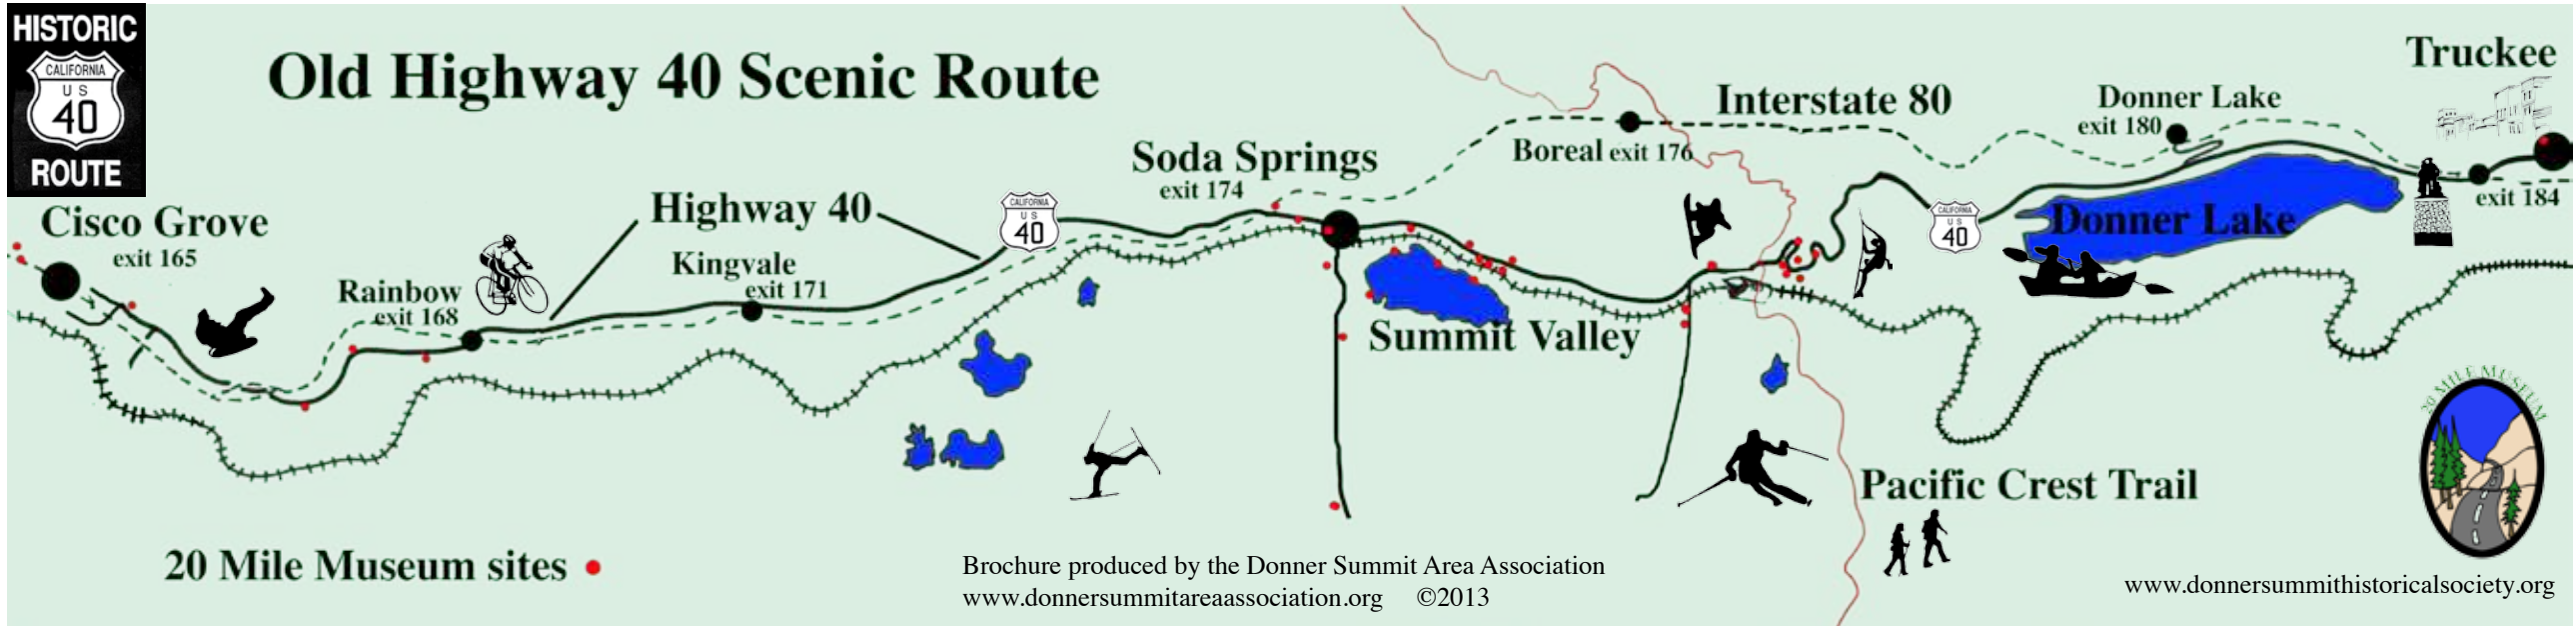 HISTORIC
CALIFORNIA
U S
40
ROUTE
Old Highway 40 Scenic Route
Truckee
Interstate 80
Donner Lake
exit 180
Boreal exit 176
Soda Springs
exit 174
exit 184
Cisco Grove
exit 165
Highway 40
CALIFORNIA
U S
40
CALIFORNIA
U S
40
Donner Lake
Kingvale
exit 171
Rainbow
exit 168
Summit Valley
20 MILE MUSEUM
Pacific Crest Trail
20 Mile Museum sites
Brochure produced by the Donner Summit Area Association
www.donnersummitareaassociation.org ©2013
www.donnersummithistoricalsociety.org